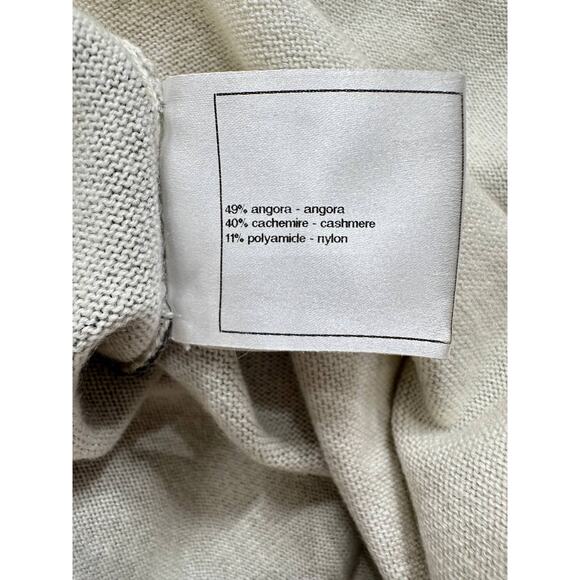 49% angora - angora
40% cachemire - cashmere
11% polyamide - nylon